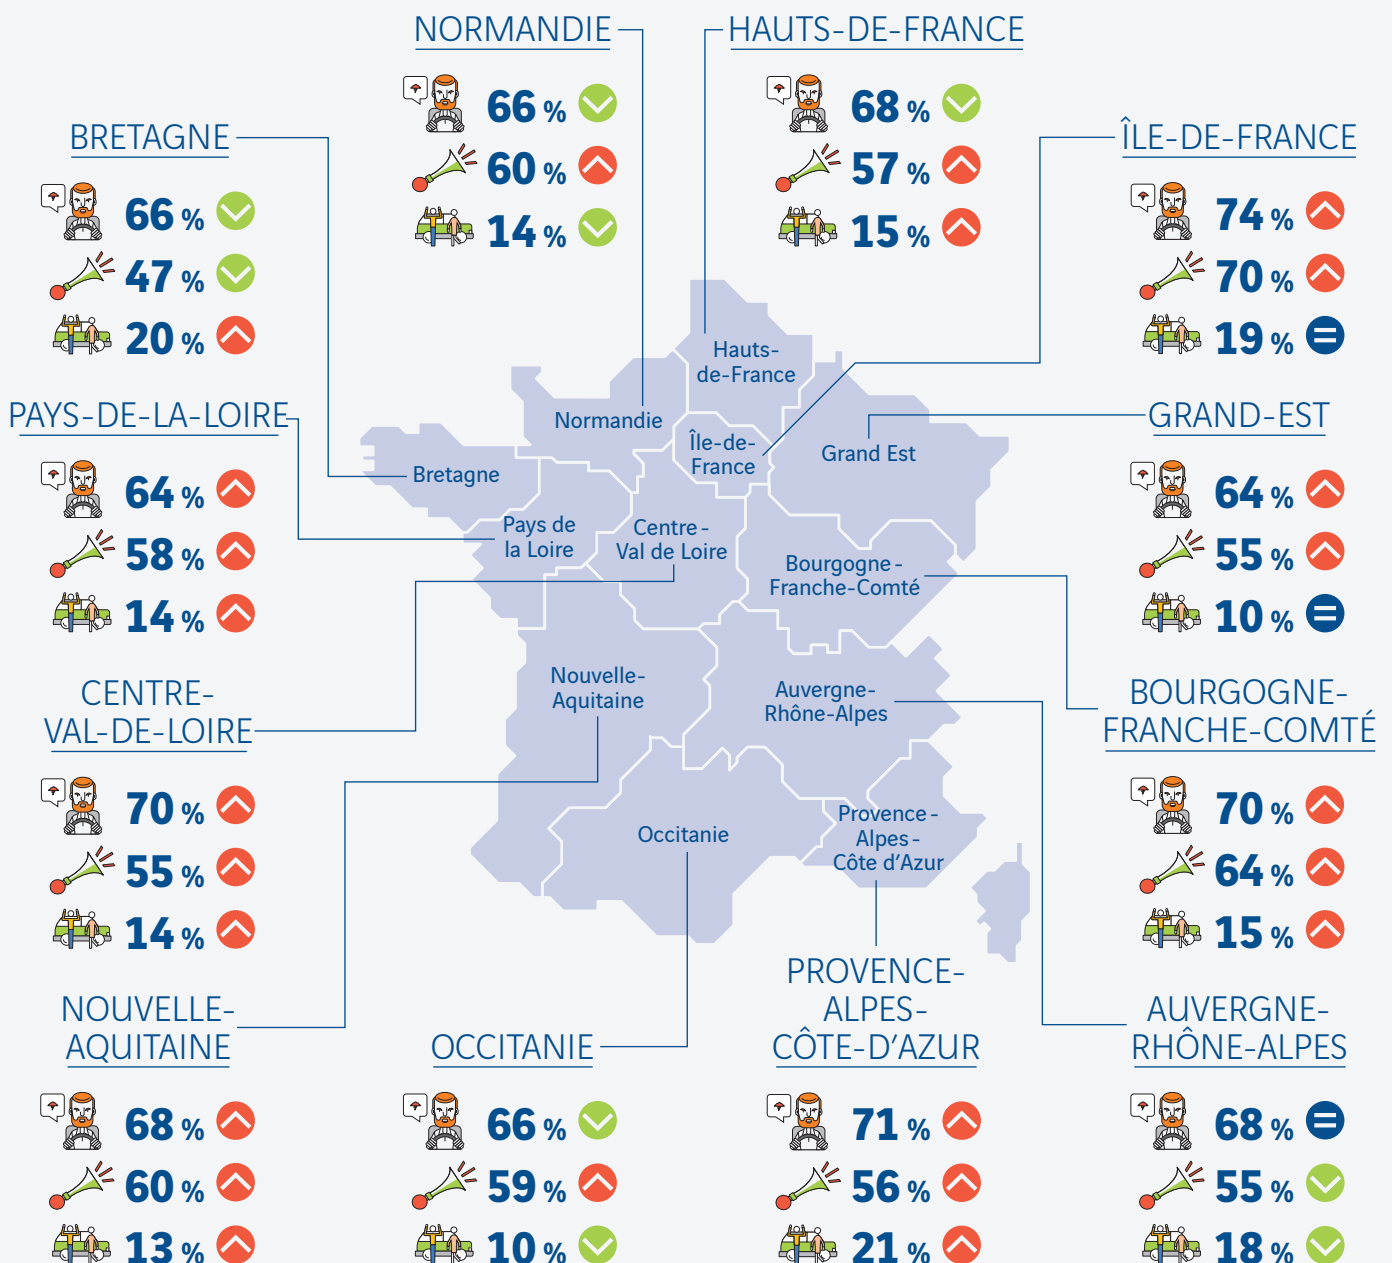 NORMANDIE
66 %
60 %
14 %
HAUTS-DE-FRANCE
68 %
57 %
15 %
BRETAGNE
66 %
47 %
20 %
ÎLE-DE-FRANCE
74 %
70 %
19 %
PAYS-DE-LA-LOIRE
64 %
58 %
14 %
GRAND-EST
64 %
55 %
10 %
Hauts-
de-France
Normandie
Île-de-
France
Grand Est
Bretagne
Pays de
la Loire
Centre-
Val de Loire
Bourgogne-
Franche-Comté
Nouvelle-
Aquitaine
Auvergne-
Rhône-Alpes
Occitanie
Provence-
Alpes-
Côte d'Azur
CENTRE-
VAL-DE-LOIRE
70 %
55 %
14 %
BOURGOGNE-
FRANCHE-COMTÉ
70 %
64 %
15 %
NOUVELLE-
AQUITAINE
68 %
60 %
13 %
OCCITANIE
66 %
59 %
10 %
PROVENCE-
ALPES-
CÔTE-D'AZUR
71 %
56 %
21 %
AUVERGNE-
RHÔNE-ALPES
68 %
55 %
18 %